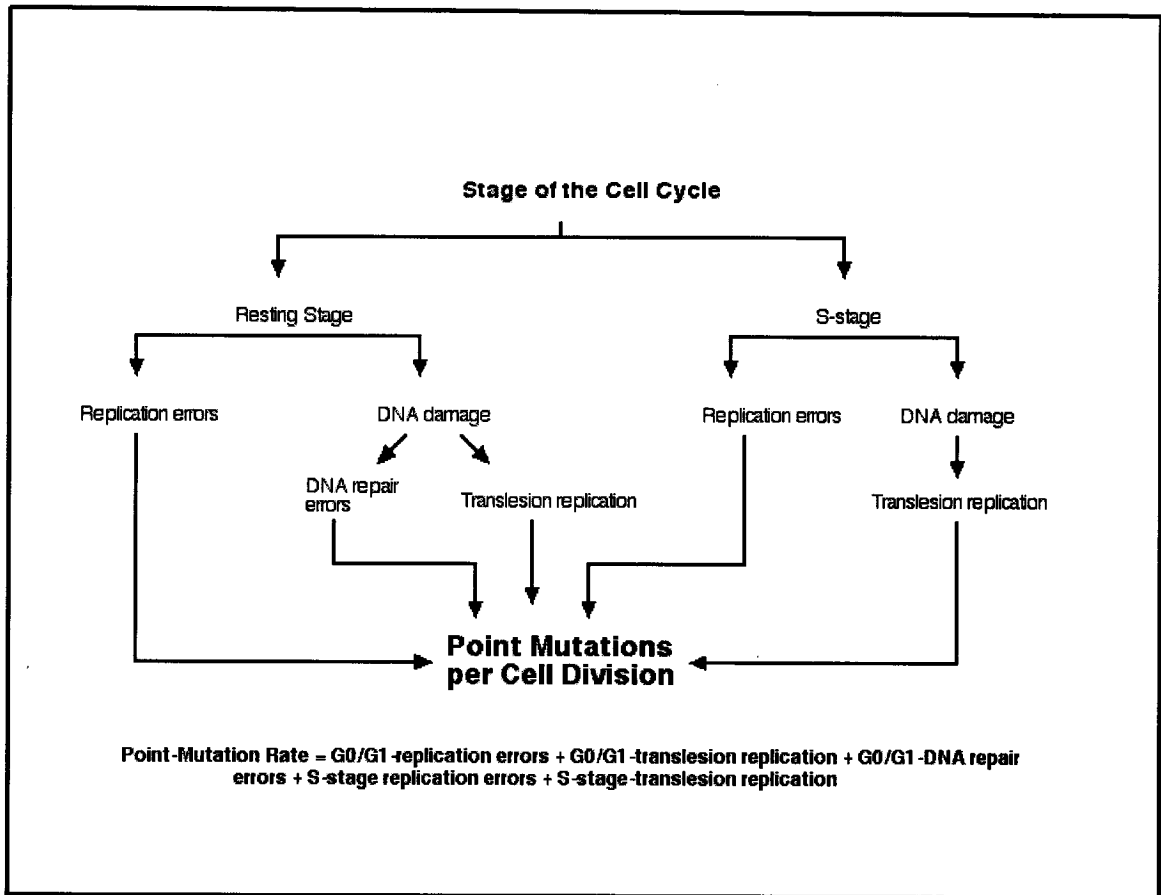 Stage of the Cell Cycle
Resting Stage
S-stage
Replication errors
DNA damage
Replication errors
DNA damage
DNA repair
errors
Translesion replication
Translesion replication
Point Mutations
per Cell Division
Point-Mutation Rate = G0/G1-replication errors + G0/G1-translesion replication + G0/G1-DNA repair
errors + S-stage replication errors + S-stage-translesion replication